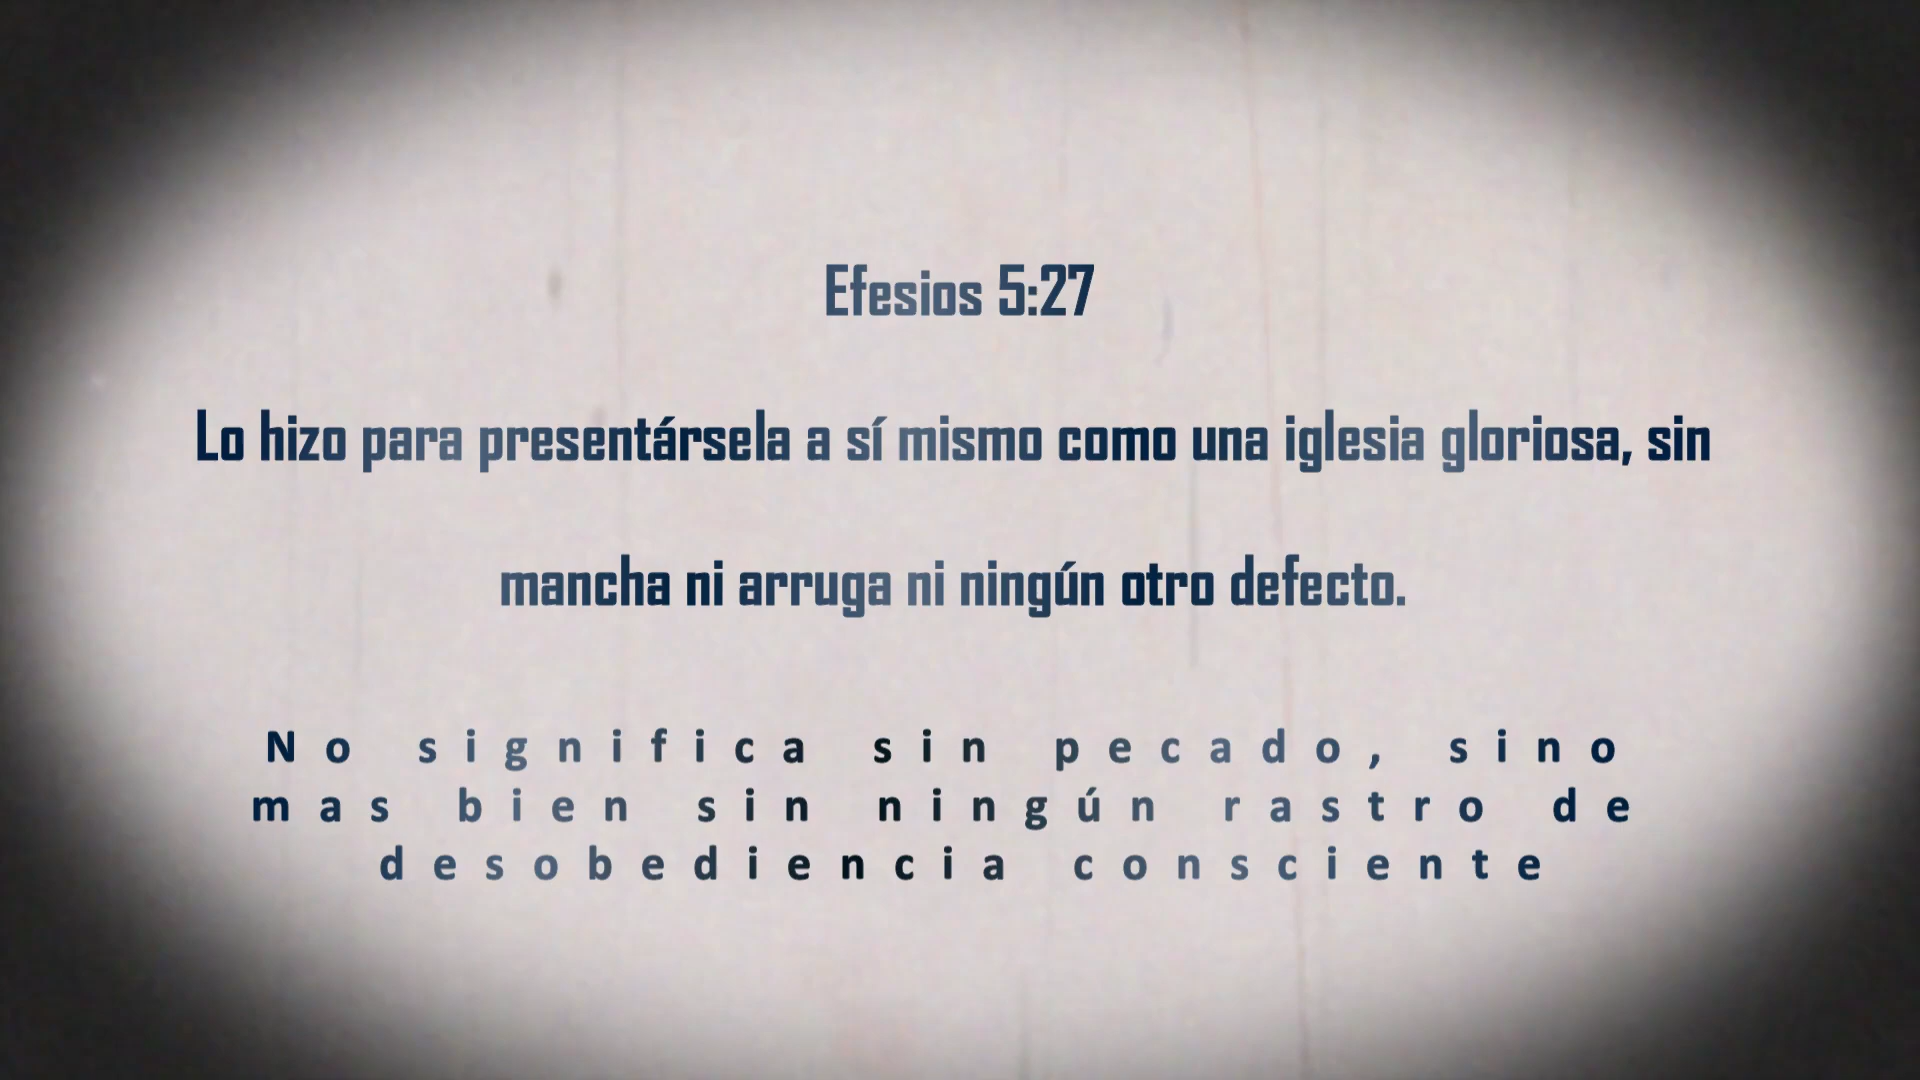 Efesios 5:27
Lo hizo para presentársela a sí mismo como una iglesia gloriosa, sin
mancha ni arruga ni ningún otro defecto.
No significa sin pecado, sino
mas bien sin ningún rastro de
desobediencia consciente